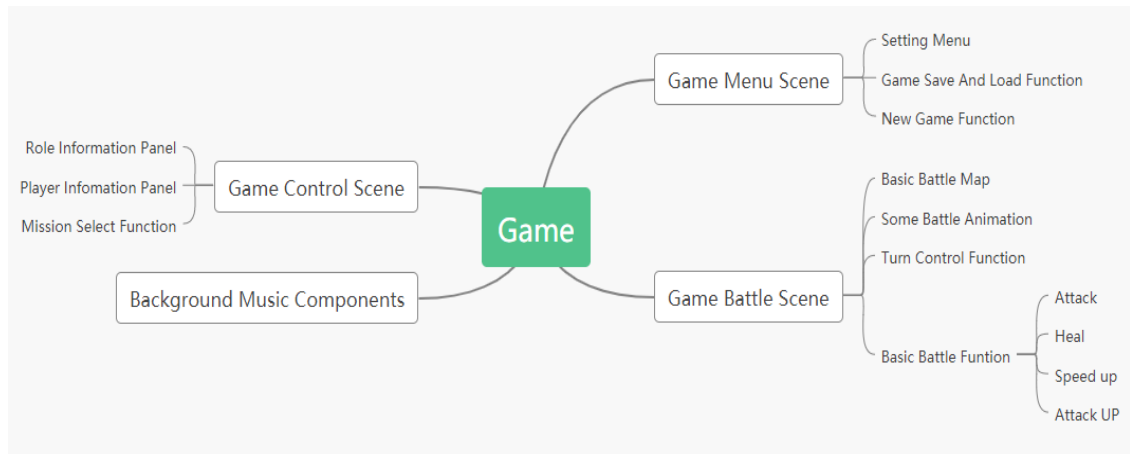 Game
Game Menu Scene
Setting Menu
Game Save And Load Function
New Game Function
Game Control Scene
Role Information Panel
Player Infomation Panel
Mission Select Function
Background Music Components
Game Battle Scene
Basic Battle Map
Some Battle Animation
Turn Control Function
Basic Battle Funtion
Attack
Heal
Speed up
Attack UP